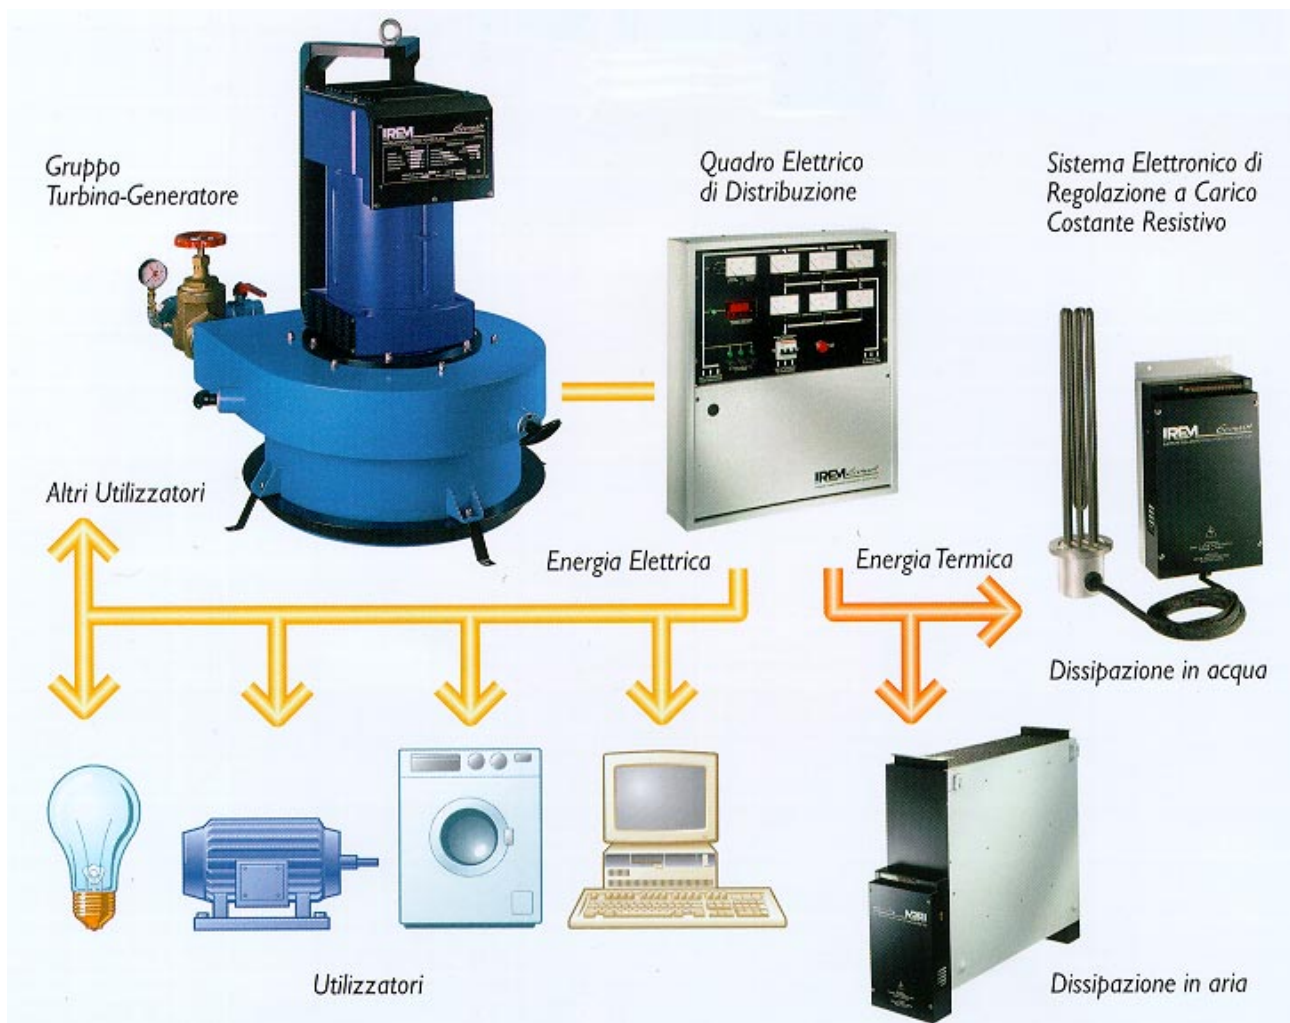 IREM
Gruppo
Turbina-Generatore
Quadro Elettrico
di Distribuzione
Sistema Elettronico di
Regolazione a Carico
Costante Resistivo
IREM
IREM
Altri Utilizzatori
Energia Elettrica
Energia Termica
Dissipazione in acqua
Utilizzatori
Dissipazione in aria